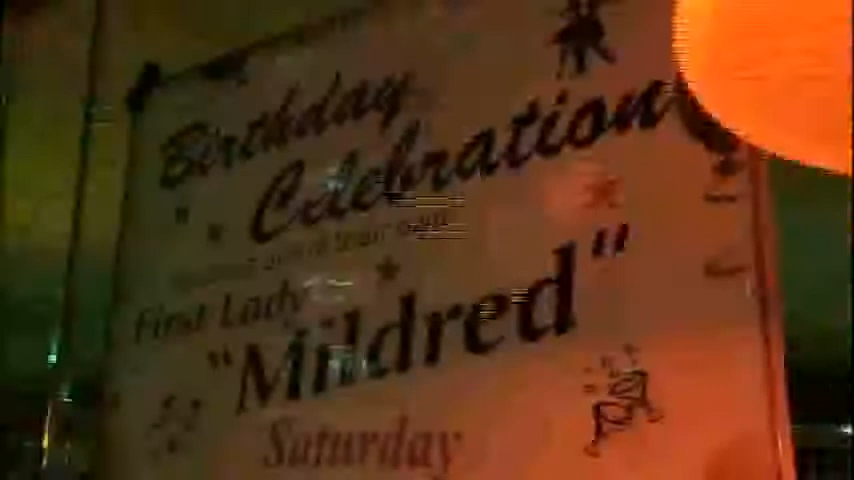 Birthday
Celebration
First Lady
"Mildred"
Saturday